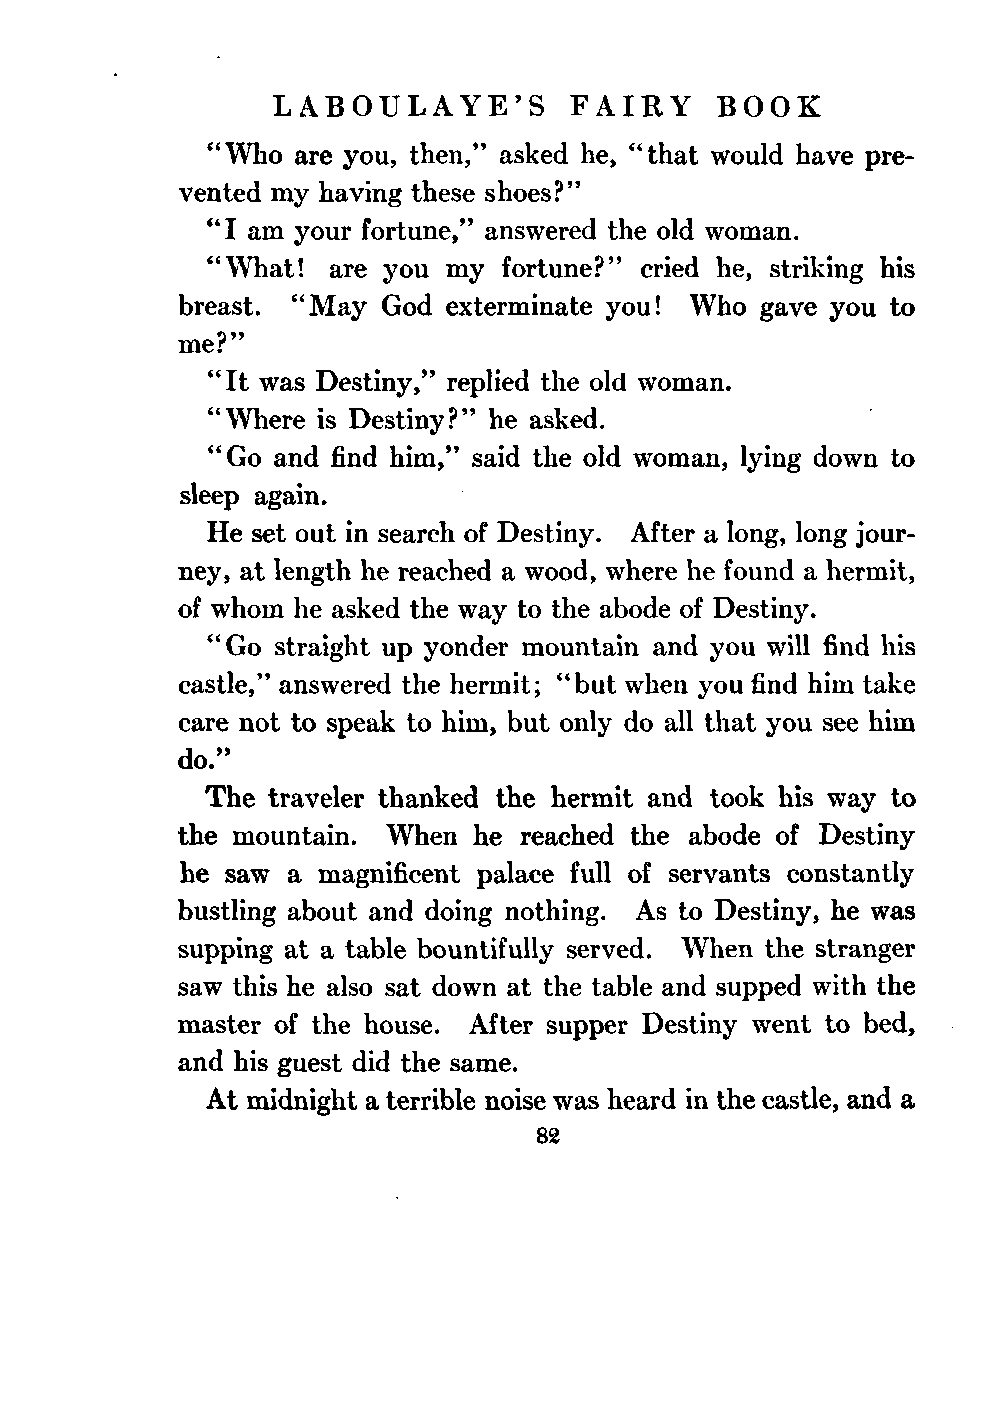 LABOULAYE'S FAIRY BOOK
"Who are you, then," asked he, "that would have pre-
vented my having these shoes?"
"I am your fortune," answered the old woman.
"What! are you my fortune?" cried he, striking his
breast. "May God exterminate you! Who gave you to
me?"
"It was Destiny," replied the old woman.
"Where is Destiny?" he asked.
"Go and find him," said the old woman, lying down to
sleep again.
He set out in search of Destiny. After a long, long jour-
ney, at length he reached a wood, where he found a hermit,
of whom he asked the way to the abode of Destiny.
"Go straight up yonder mountain and you will find his
castle," answered the hermit; "but when you find him take
care not to speak to him, but only do all that you see him
do."
The traveler thanked the hermit and took his way to
the mountain. When he reached the abode of Destiny
he saw a magnificent palace full of servants constantly
bustling about and doing nothing. As to Destiny, he was
supping at a table bountifully served. When the stranger
saw this he also sat down at the table and supped with the
master of the house. After supper Destiny went to bed,
and his guest did the same.
At midnight a terrible noise was heard in the castle, and a
82